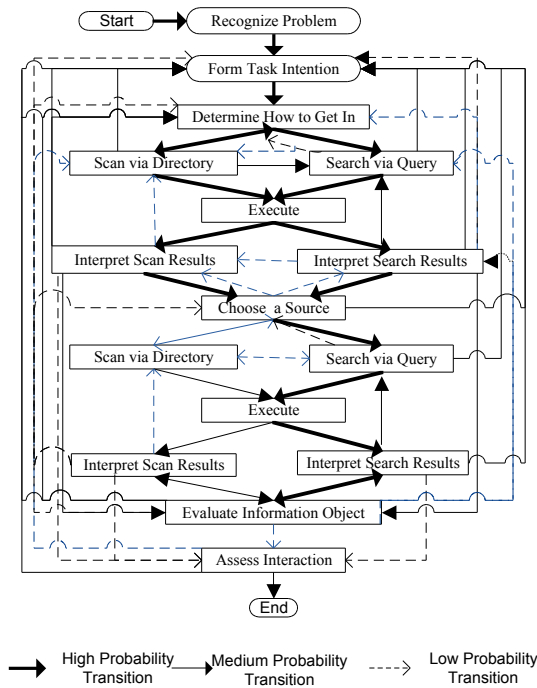 Start
Recognize Problem
Form Task Intention
Determine How to Get In
Scan via Directory
Search via Query
Execute
Interpret Scan Results
Interpret Search Results
Choose a Source
Scan via Directory
Search via Query
Execute
Interpret Scan Results
Interpret Search Results
Evaluate Information Object
Assess Interaction
End
High Probability
Transition
Medium Probability
Transition
Low Probability
Transition